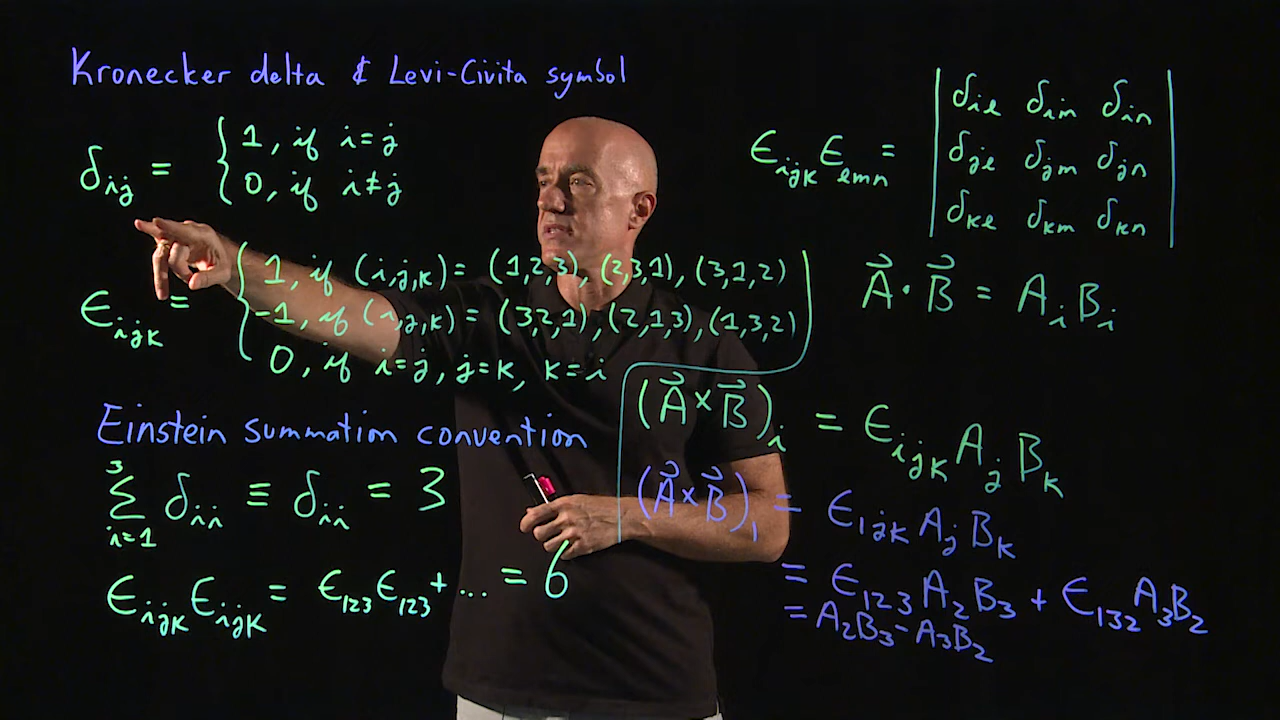 Kronecker delta & Levi-Civita symbol
δij = { 1, if i=j
0, if i≠j
ϵijk = { 1, if (i,j,k) = (1,2,3), (2,3,1), (3,1,2)
-1, if (i,j,k) = (3,2,1), (2,1,3), (1,3,2)
0, if i=j, j=k, k=i
Einstein summation convention
3
∑ δii ≡ δii = 3
i=1
ϵijk ϵijk = ϵ123 ϵ123 + ... = 6
ϵijk ϵlmn = | δil δim δin |
| δjl δjm δjn |
| δkl δkm δkn |
A⃗ · B⃗ = Ai Bi
(A⃗ × B⃗)i = ϵijk Aj Bk
(A⃗ × B⃗)1 = ϵ1jk Aj Bk
= ϵ123 A2 B3 + ϵ132 A3 B2
= A2B3 - A3B2